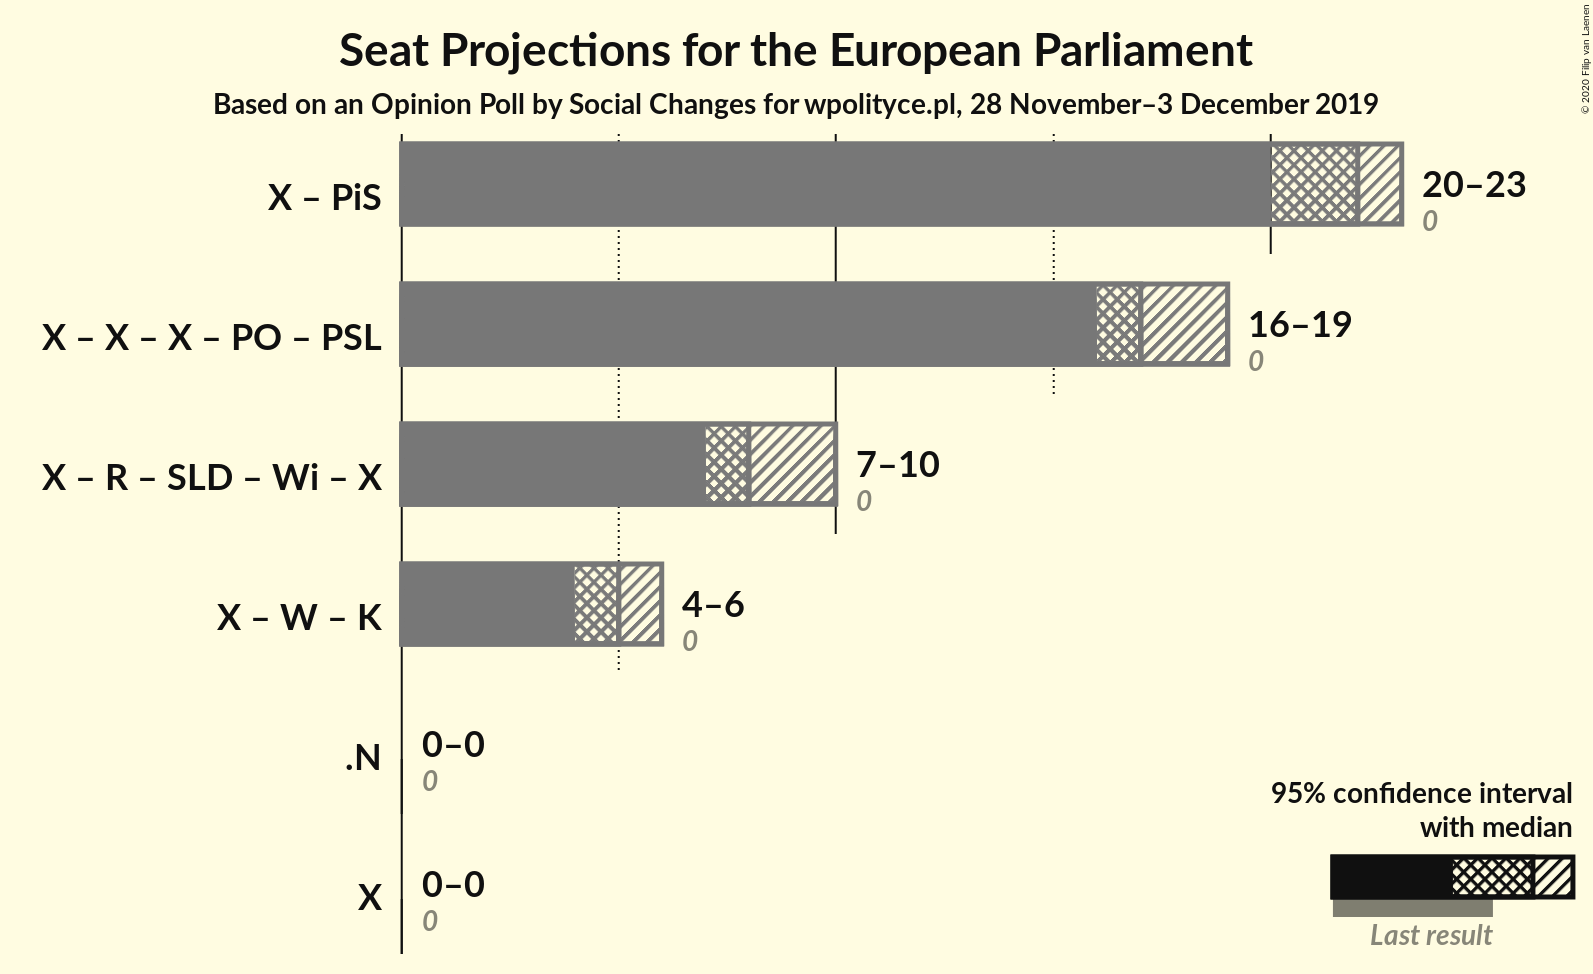 Seat Projections for the European Parliament
Based on an Opinion Poll by Social Changes for wpolityce.pl, 28 November–3 December 2019
© 2020 Filip van Laenen
X – PiS
20–23
0
X – X – X – PO – PSL
16–19
0
X – R – SLD – Wi – X
7–10
0
X – W – K
4–6
0
.N
0–0
0
X
0–0
0
95% confidence interval
with median
Last result